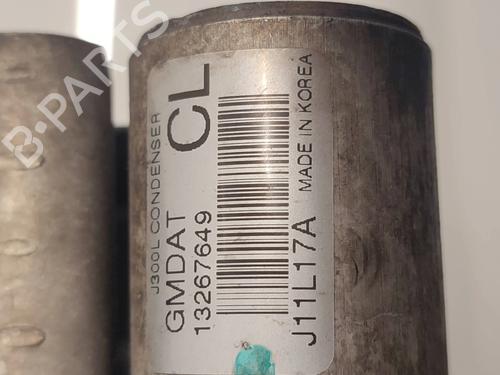 J300L CONDENSER
GMDAT
CL
13267649
J11L17A
MADE IN KOREA
B-PARTS